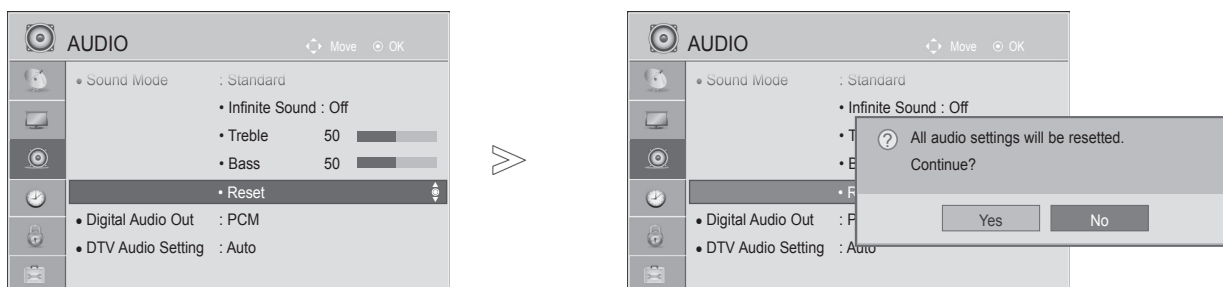 AUDIO Move OK
• Sound Mode : Standard
• Infinite Sound : Off
• Treble 50
• Bass 50
• Reset
• Digital Audio Out : PCM
• DTV Audio Setting : Auto
AUDIO Move OK
• Sound Mode : Standard
• Infinite Sound : Off
• T
• B
• R
• Digital Audio Out : P
• DTV Audio Setting : Auto
? All audio settings will be resetted.
Continue?
Yes No